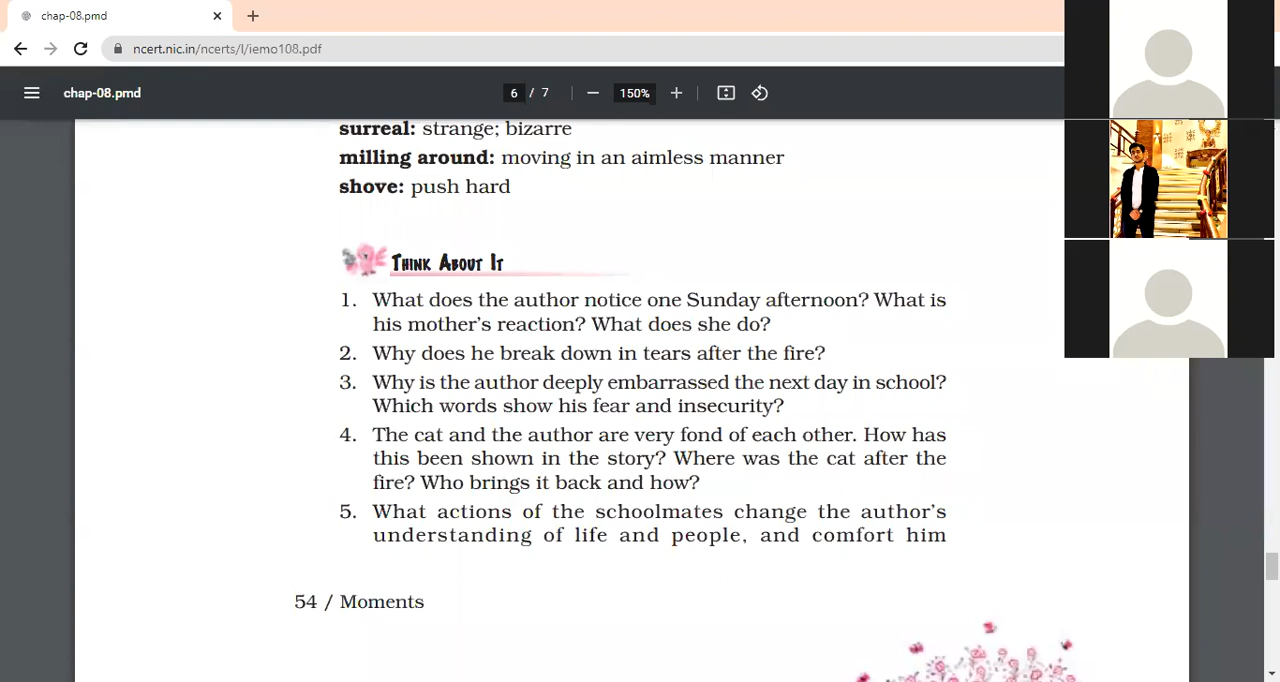 chap-08.pmd
ncert.nic.in/ncerts/l/iemo108.pdf
chap-08.pmd
6 / 7
150%
surreal: strange; bizarre
milling around: moving in an aimless manner
shove: push hard
THINK ABOUT IT
1. What does the author notice one Sunday afternoon? What is
his mother's reaction? What does she do?
2. Why does he break down in tears after the fire?
3. Why is the author deeply embarrassed the next day in school?
Which words show his fear and insecurity?
4. The cat and the author are very fond of each other. How has
this been shown in the story? Where was the cat after the
fire? Who brings it back and how?
5. What actions of the schoolmates change the author's
understanding of life and people, and comfort him
54 / Moments